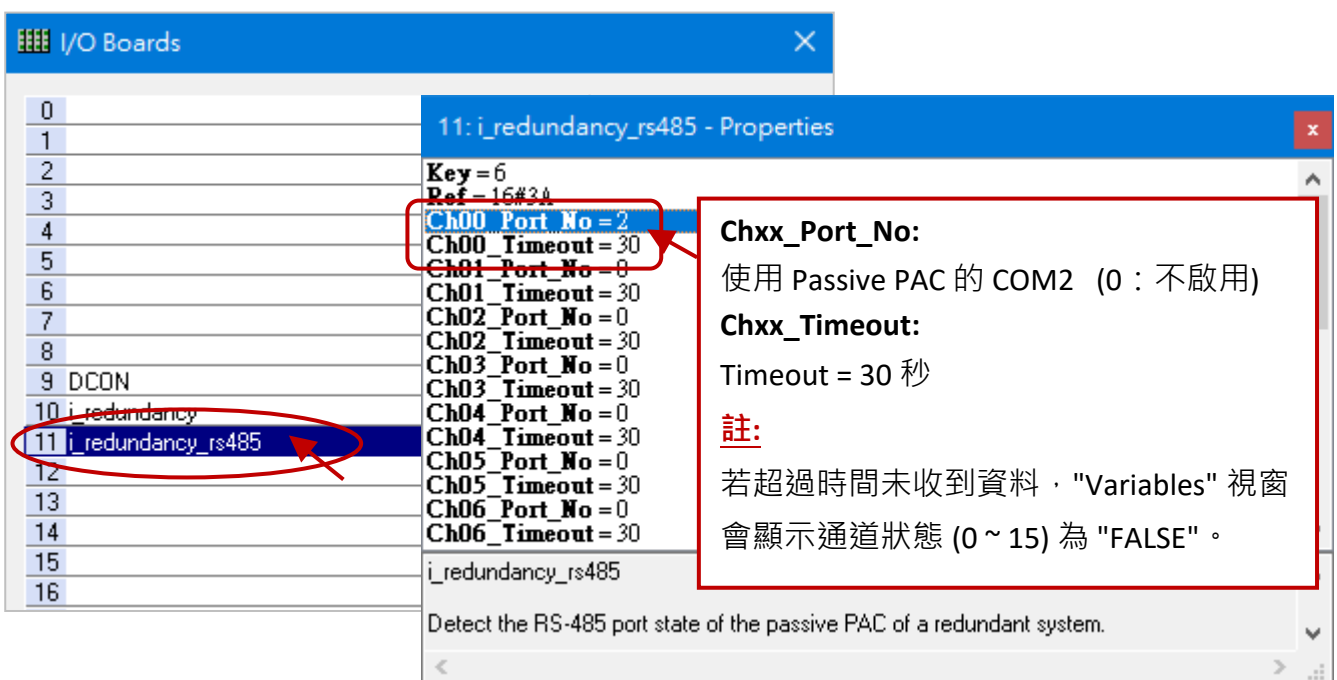 I/O Boards
0
1
2
3
4
5
6
7
8
9 DCON
10 i_redundancy
11 i_redundancy_rs485
12
13
14
15
16
11: i_redundancy_rs485 - Properties
Key = 6
Ref = 16#3A
Ch00_Port_No = 2
Ch00_Timeout = 30
Ch01_Port_No = 0
Ch01_Timeout = 30
Ch02_Port_No = 0
Ch02_Timeout = 30
Ch03_Port_No = 0
Ch03_Timeout = 30
Ch04_Port_No = 0
Ch04_Timeout = 30
Ch05_Port_No = 0
Ch05_Timeout = 30
Ch06_Port_No = 0
Ch06_Timeout = 30
Chxx_Port_No:
使用 Passive PAC 的 COM2 (0：不啟用)
Chxx_Timeout:
Timeout = 30 秒
註:
若超過時間未收到資料，"Variables" 視窗
會顯示通道狀態 (0 ~ 15) 為 "FALSE"。
i_redundancy_rs485
Detect the RS-485 port state of the passive PAC of a redundant system.